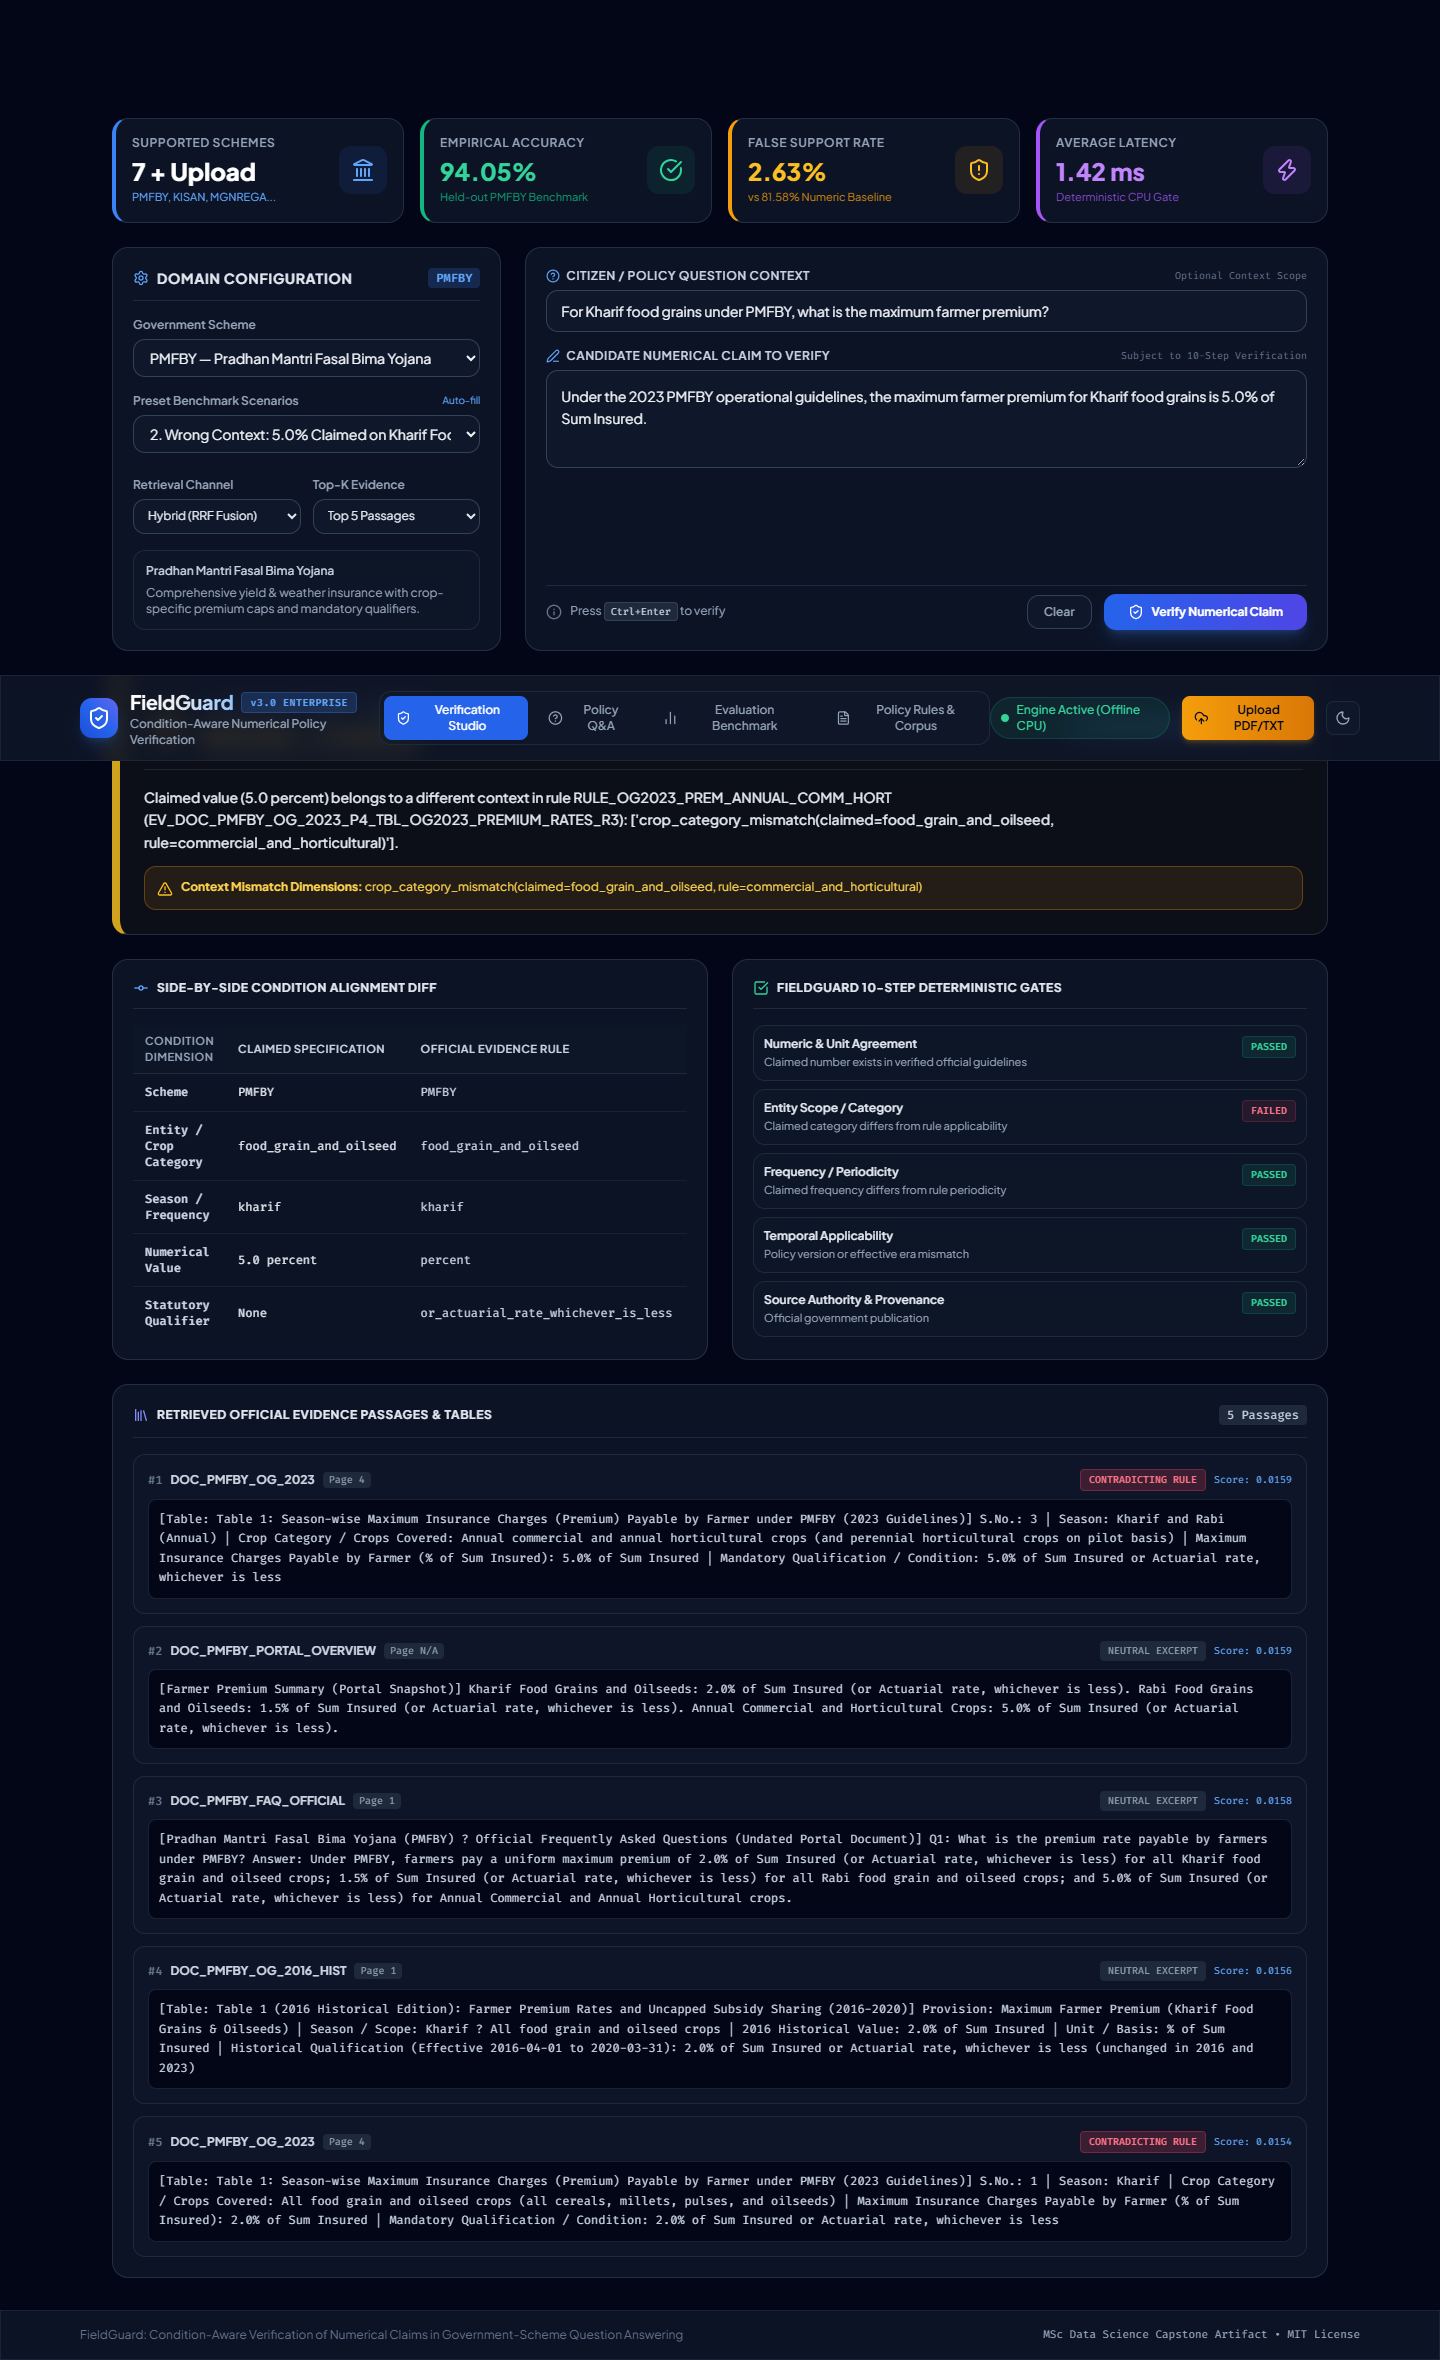 SUPPORTED SCHEMES
7 + Upload
PMFBY, KISAN, MGNREGA...
EMPIRICAL ACCURACY
94.05%
Held-out PMFBY Benchmark
FALSE SUPPORT RATE
2.63%
vs 81.58% Numeric Baseline
AVERAGE LATENCY
1.42 ms
Deterministic CPU Gate
DOMAIN CONFIGURATION
PMFBY
Government Scheme
PMFBY — Pradhan Mantri Fasal Bima Yojana
Preset Benchmark Scenarios
Auto-fill
2. Wrong Context: 5.0% Claimed on Kharif Foo
Retrieval Channel
Top-K Evidence
Hybrid (RRF Fusion)
Top 5 Passages
Pradhan Mantri Fasal Bima Yojana
Comprehensive yield & weather insurance with crop-
specific premium caps and mandatory qualifiers.
CITIZEN / POLICY QUESTION CONTEXT
Optional Context Scope
For Kharif food grains under PMFBY, what is the maximum farmer premium?
CANDIDATE NUMERICAL CLAIM TO VERIFY
Subject to 10-Step Verification
Under the 2023 PMFBY operational guidelines, the maximum farmer premium for Kharif food grains is 5.0% of
Sum Insured.
Press Ctrl+Enter to verify
Clear
Verify Numerical Claim
FieldGuard
v3.0 ENTERPRISE
Condition-Aware Numerical Policy
Verification
Verification
Studio
Policy
Q&A
Evaluation
Benchmark
Policy Rules &
Corpus
Engine Active (Offline
CPU)
Upload
PDF/TXT
Claimed value (5.0 percent) belongs to a different context in rule RULE_OG2023_PREM_ANNUAL_COMM_HORT
(EV_DOC_PMFBY_OG_2023_P4_TBL_OG2023_PREMIUM_RATES_R3): ['crop_category_mismatch(claimed=food_grain_and_oilseed,
rule=commercial_and_horticultural)'].
Context Mismatch Dimensions: crop_category_mismatch(claimed=food_grain_and_oilseed, rule=commercial_and_horticultural)
SIDE-BY-SIDE CONDITION ALIGNMENT DIFF
CONDITION
DIMENSION
CLAIMED SPECIFICATION
OFFICIAL EVIDENCE RULE
Scheme
PMFBY
PMFBY
Entity /
Crop
Category
food_grain_and_oilseed
food_grain_and_oilseed
Season /
Frequency
kharif
kharif
Numerical
Value
5.0 percent
percent
Statutory
Qualifier
None
or_actuarial_rate_whichever_is_less
FIELDGUARD 10-STEP DETERMINISTIC GATES
Numeric & Unit Agreement
Claimed number exists in verified official guidelines
PASSED
Entity Scope / Category
Claimed category differs from rule applicability
FAILED
Frequency / Periodicity
Claimed frequency differs from rule periodicity
PASSED
Temporal Applicability
Policy version or effective era mismatch
PASSED
Source Authority & Provenance
Official government publication
PASSED
RETRIEVED OFFICIAL EVIDENCE PASSAGES & TABLES
5 Passages
#1 DOC_PMFBY_OG_2023 Page 4
CONTRADICTING RULE Score: 0.0159
[Table: Table 1: Season-wise Maximum Insurance Charges (Premium) Payable by Farmer under PMFBY (2023 Guidelines)] S.No.: 3 | Season: Kharif and Rabi
(Annual) | Crop Category / Crops Covered: Annual commercial and annual horticultural crops (and perennial horticultural crops on pilot basis) | Maximum
Insurance Charges Payable by Farmer (% of Sum Insured): 5.0% of Sum Insured | Mandatory Qualification / Condition: 5.0% of Sum Insured or Actuarial rate,
whichever is less
#2 DOC_PMFBY_PORTAL_OVERVIEW Page N/A
NEUTRAL EXCERPT Score: 0.0159
[Farmer Premium Summary (Portal Snapshot)] Kharif Food Grains and Oilseeds: 2.0% of Sum Insured (or Actuarial rate, whichever is less). Rabi Food Grains
and Oilseeds: 1.5% of Sum Insured (or Actuarial rate, whichever is less). Annual Commercial and Horticultural Crops: 5.0% of Sum Insured (or Actuarial
rate, whichever is less).
#3 DOC_PMFBY_FAQ_OFFICIAL Page 1
NEUTRAL EXCERPT Score: 0.0158
[Pradhan Mantri Fasal Bima Yojana (PMFBY) ? Official Frequently Asked Questions (Undated Portal Document)] Q1: What is the premium rate payable by farmers
under PMFBY? Answer: Under PMFBY, farmers pay a uniform maximum premium of 2.0% of Sum Insured (or Actuarial rate, whichever is less) for all Kharif food
grain and oilseed crops; 1.5% of Sum Insured (or Actuarial rate, whichever is less) for all Rabi food grain and oilseed crops; and 5.0% of Sum Insured (or
Actuarial rate, whichever is less) for Annual Commercial and Annual Horticultural crops.
#4 DOC_PMFBY_OG_2016_HIST Page 1
NEUTRAL EXCERPT Score: 0.0156
[Table: Table 1 (2016 Historical Edition): Farmer Premium Rates and Uncapped Subsidy Sharing (2016-2020)] Provision: Maximum Farmer Premium (Kharif Food
Grains & Oilseeds) | Season / Scope: Kharif ? All food grain and oilseed crops | 2016 Historical Value: 2.0% of Sum Insured | Unit / Basis: % of Sum
Insured | Historical Qualification (Effective 2016-04-01 to 2020-03-31): 2.0% of Sum Insured or Actuarial rate, whichever is less (unchanged in 2016 and
2023)
#5 DOC_PMFBY_OG_2023 Page 4
CONTRADICTING RULE Score: 0.0154
[Table: Table 1: Season-wise Maximum Insurance Charges (Premium) Payable by Farmer under PMFBY (2023 Guidelines)] S.No.: 1 | Season: Kharif | Crop Category
/ Crops Covered: All food grain and oilseed crops (all cereals, millets, pulses, and oilseeds) | Maximum Insurance Charges Payable by Farmer (% of Sum
Insured): 2.0% of Sum Insured | Mandatory Qualification / Condition: 2.0% of Sum Insured or Actuarial rate, whichever is less
FieldGuard: Condition-Aware Verification of Numerical Claims in Government-Scheme Question Answering
MSc Data Science Capstone Artifact • MIT License